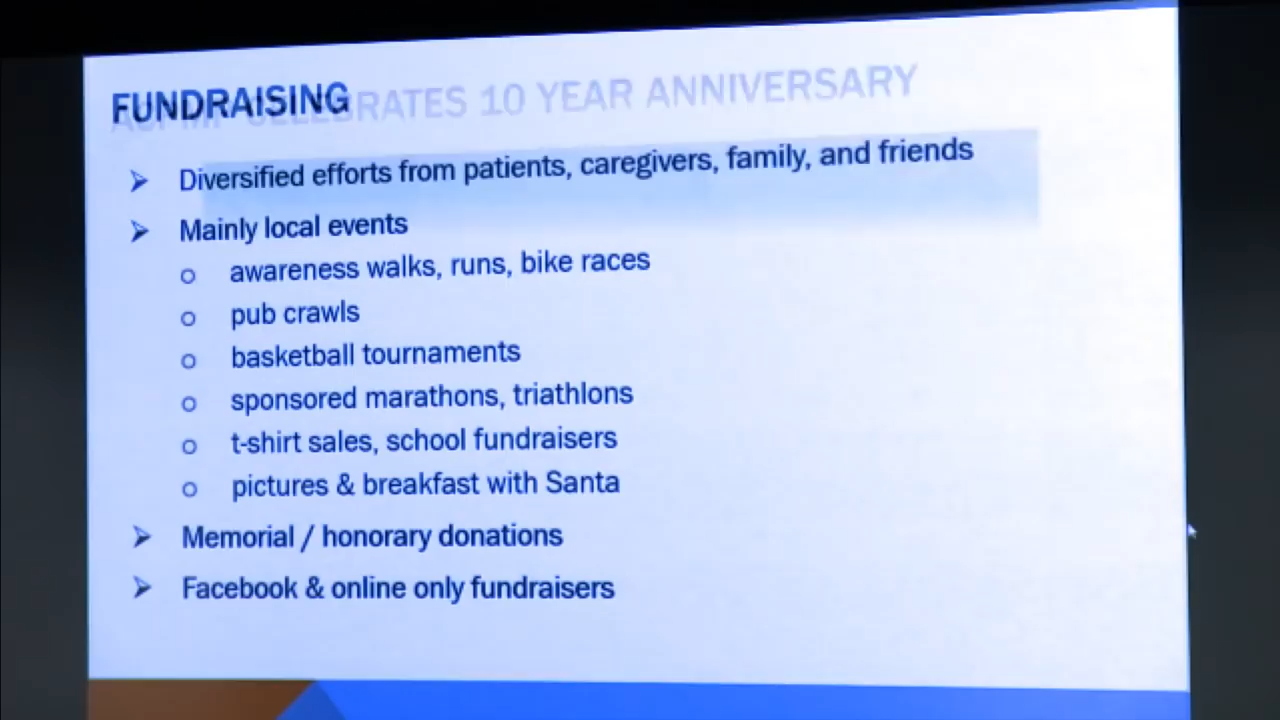 FUNDRAISING
CELEBRATES 10 YEAR ANNIVERSARY
➢ Diversified efforts from patients, caregivers, family, and friends
➢ Mainly local events
o awareness walks, runs, bike races
o pub crawls
o basketball tournaments
o sponsored marathons, triathlons
o t-shirt sales, school fundraisers
o pictures & breakfast with Santa
➢ Memorial / honorary donations
➢ Facebook & online only fundraisers